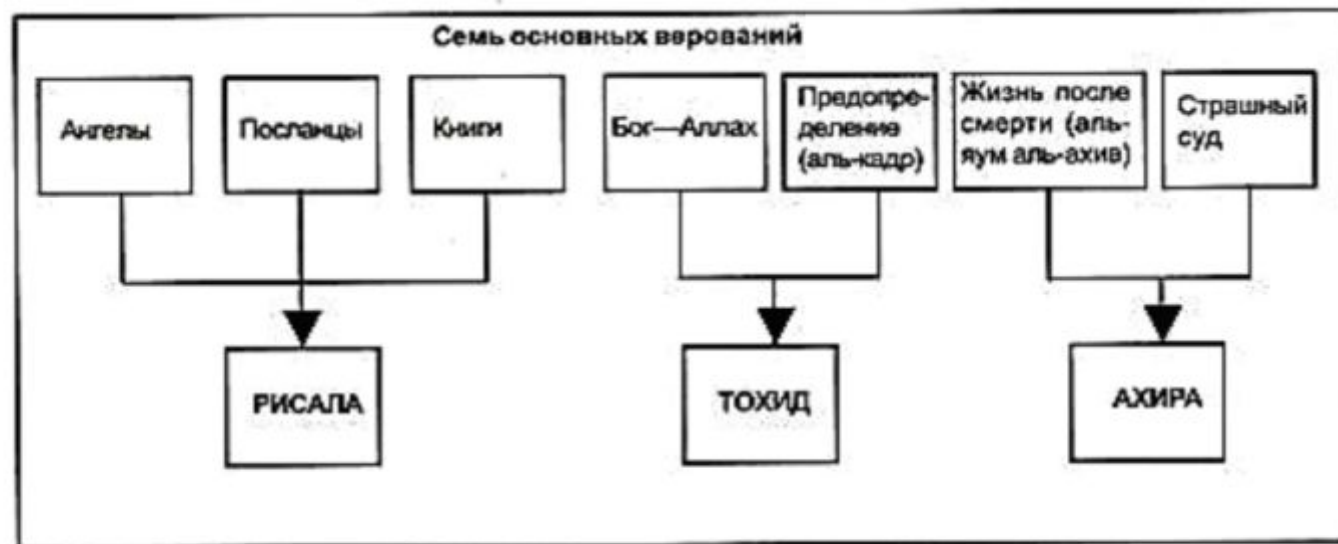 Семь основных верований
Ангелы
Посланцы
Книги
Бог—Аллах
Предопре-
деление
(аль-кадр)
Жизнь после
смерти (аль-
яум аль-ахив)
Страшный
суд
РИСАЛА
ТОХИД
АХИРА